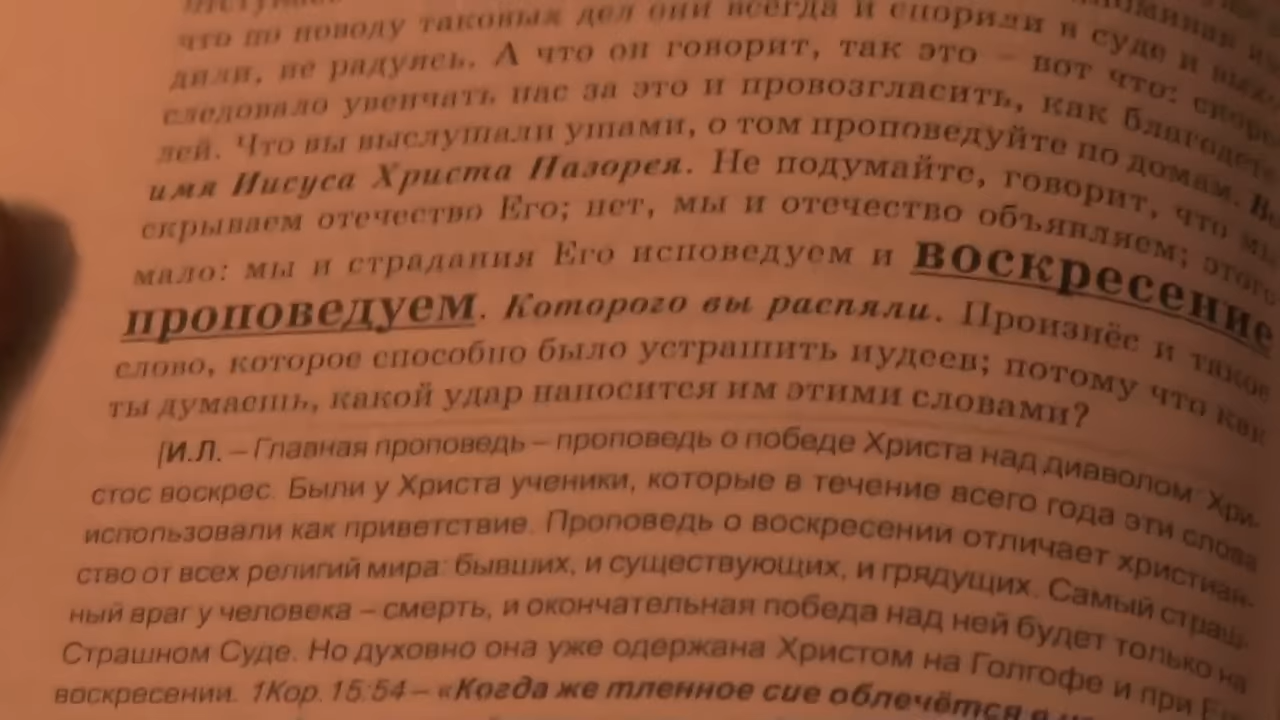 что по поводу таковых дел они всегда и спорили в суде и
дили, не радуясь. А что он говорит, так это – вот что: скорее
следовало увенчать нас за это и провозгласить, как благодете-
лей. Что вы выслушали ушами, о том проповедуйте по домам. Во
имя Иисуса Христа Назорея. Не подумайте, говорит, что мы
скрываем отечество Его; нет, мы и отечество объявляем; этого
мало: мы и страдания Его исповедуем и воскресение
проповедуем. Которого вы распяли. Произнёс и такое
слово, которое способно было устрашить иудеев; потому что как
ты думаешь, какой удар наносится им этими словами?
[И.Л. – Главная проповедь – проповедь о победе Христа над диаволом: Хри-
стос воскрес. Были у Христа ученики, которые в течение всего года эти слова
использовали как приветствие. Проповедь о воскресении отличает христиан-
ство от всех религий мира: бывших, и существующих, и грядущих. Самый страш-
ный враг у человека – смерть, и окончательная победа над ней будет только на
Страшном Суде. Но духовно она уже одержана Христом на Голгофе и при Его
воскресении. 1Кор. 15:54 – «Когда же тленное сие облечётся в